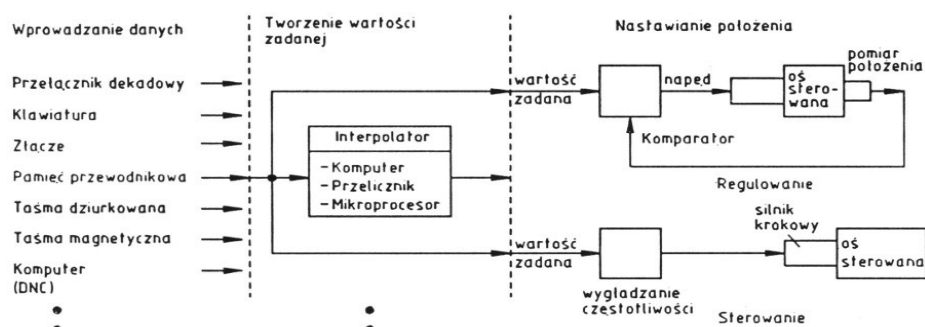 Wprowadzanie danych
Przełącznik dekadowy
Klawiatura
Złącze
Pamięć przewodnikowa
Taśma dziurkowana
Taśma magnetyczna
Komputer
(DNC)
Tworzenie wartości
zadanej
Interpolator
– Komputer
– Przelicznik
– Mikroprocesor
Nastawianie położenia
wartość
zadana
Komparator
napęd
oś
stero-
wana
pomiar
położenia
Regulowanie
wartość
zadana
wygładzanie
częstotliwości
silnik
krokowy
oś
sterowana
Sterowanie